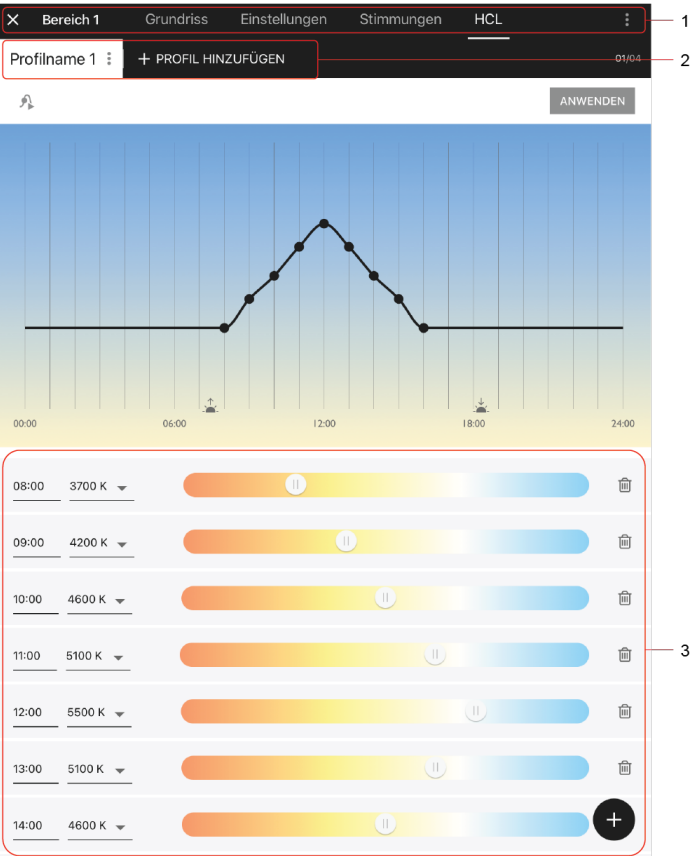 Bereich 1 Grundriss Einstellungen Stimmungen HCL 1
Profilname 1 + PROFIL HINZUFÜGEN 01/04 2
ANWENDEN
00:00 06:00 12:00 18:00 24:00
08:00 3700 K
09:00 4200 K
10:00 4600 K
11:00 5100 K 3
12:00 5500 K
13:00 5100 K
14:00 4600 K